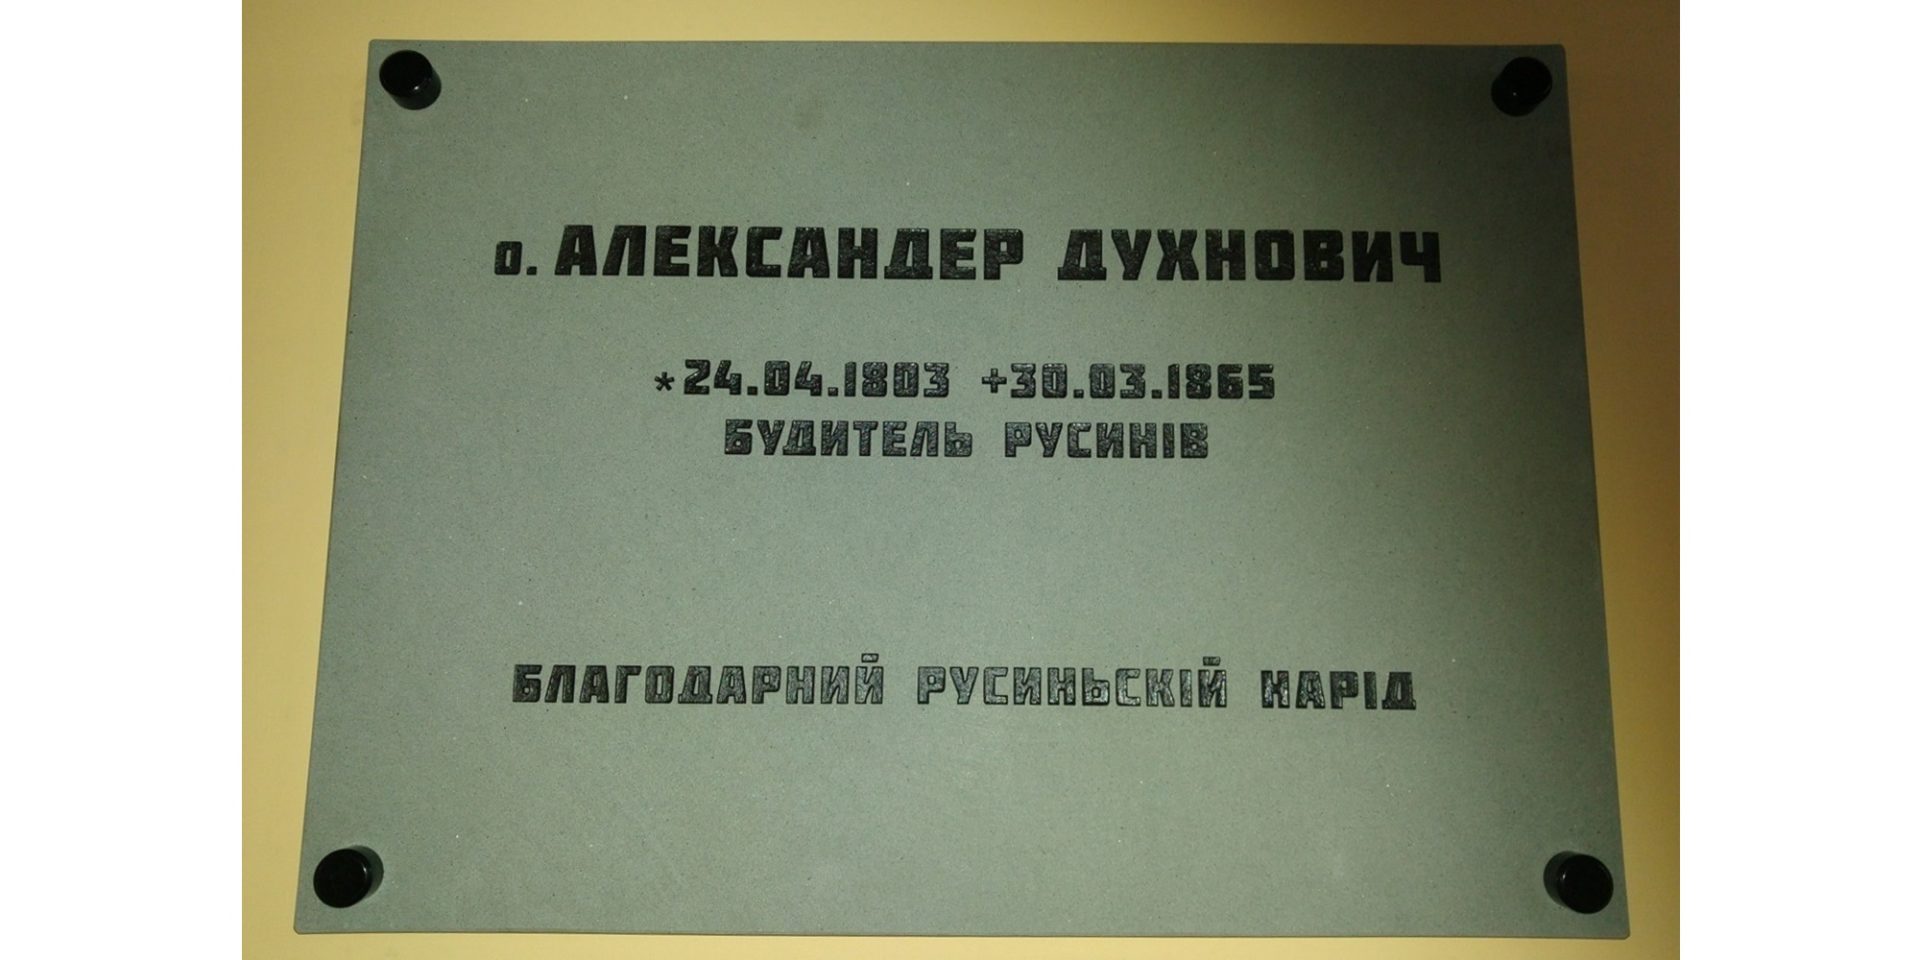 о. АЛЕКСАНДЕР ДУХНОВИЧ
*24.04.1803 +30.03.1865
БУДИТЕЛЬ РУСИНІВ
БЛАГОДАРНИЙ РУСИНЬСКІЙ НАРІД